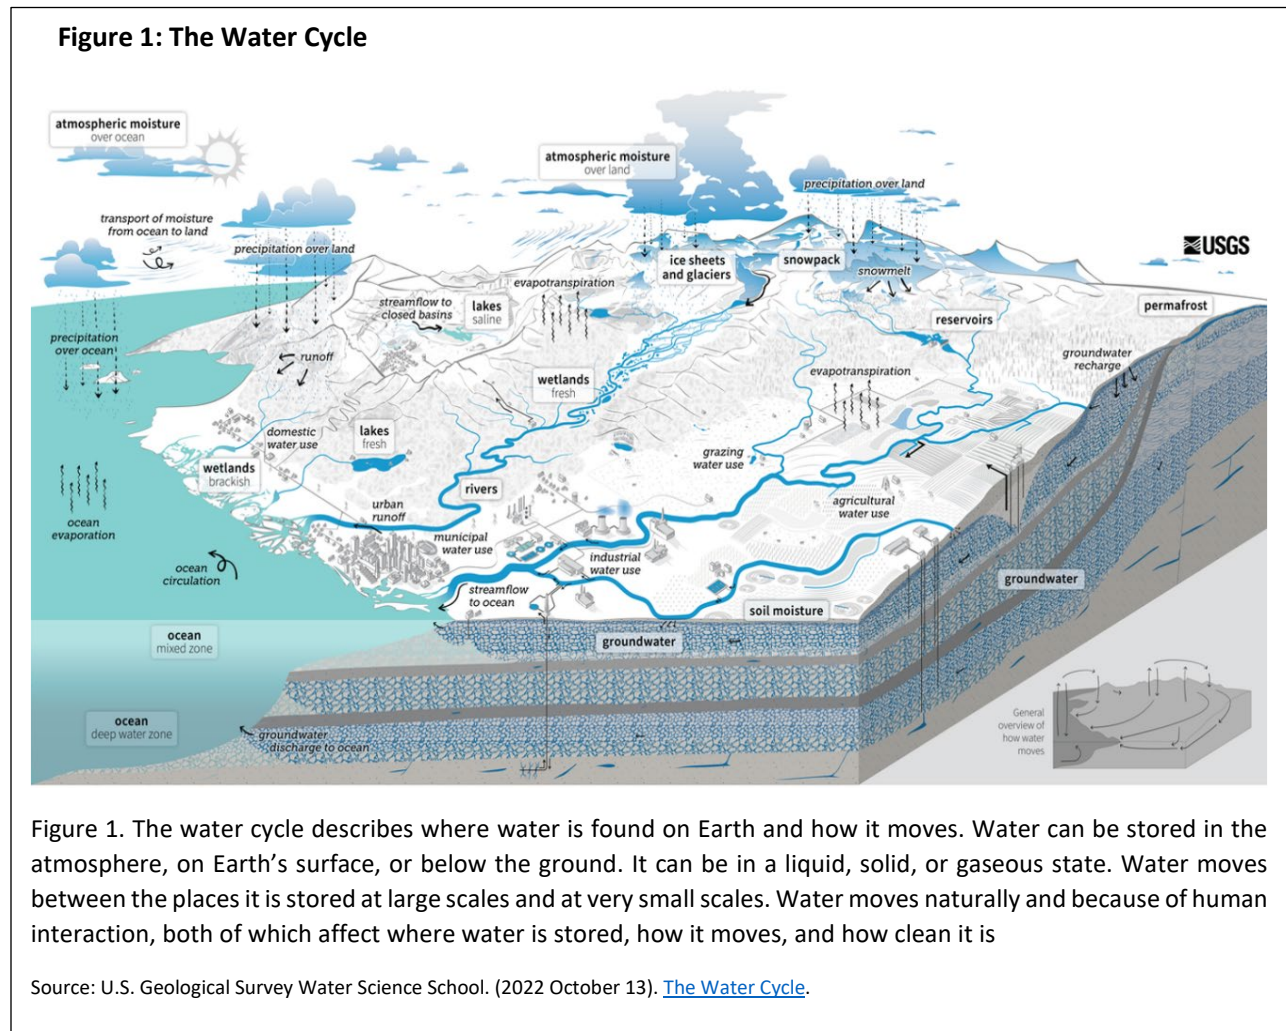 Figure 1: The Water Cycle
atmospheric moisture
over ocean
atmospheric moisture
over land
precipitation over land
transport of moisture
from ocean to land
precipitation over land
USGS
ice sheets
and glaciers
snowpack
snowmelt
evapotranspiration
streamflow to
closed basins
lakes
saline
permafrost
reservoirs
precipitation
over ocean
runoff
groundwater
recharge
wetlands
fresh
evapotranspiration
domestic
water use
lakes
fresh
grazing
water use
wetlands
brackish
rivers
agricultural
water use
urban
runoff
ocean
evaporation
municipal
water use
industrial
water use
ocean
circulation
streamflow
to ocean
groundwater
soil moisture
ocean
mixed zone
groundwater
ocean
deep water zone
groundwater
discharge to ocean
General
overview of
how water
moves
Figure 1. The water cycle describes where water is found on Earth and how it moves. Water can be stored in the
atmosphere, on Earth’s surface, or below the ground. It can be in a liquid, solid, or gaseous state. Water moves
between the places it is stored at large scales and at very small scales. Water moves naturally and because of human
interaction, both of which affect where water is stored, how it moves, and how clean it is
Source: U.S. Geological Survey Water Science School. (2022 October 13). The Water Cycle.